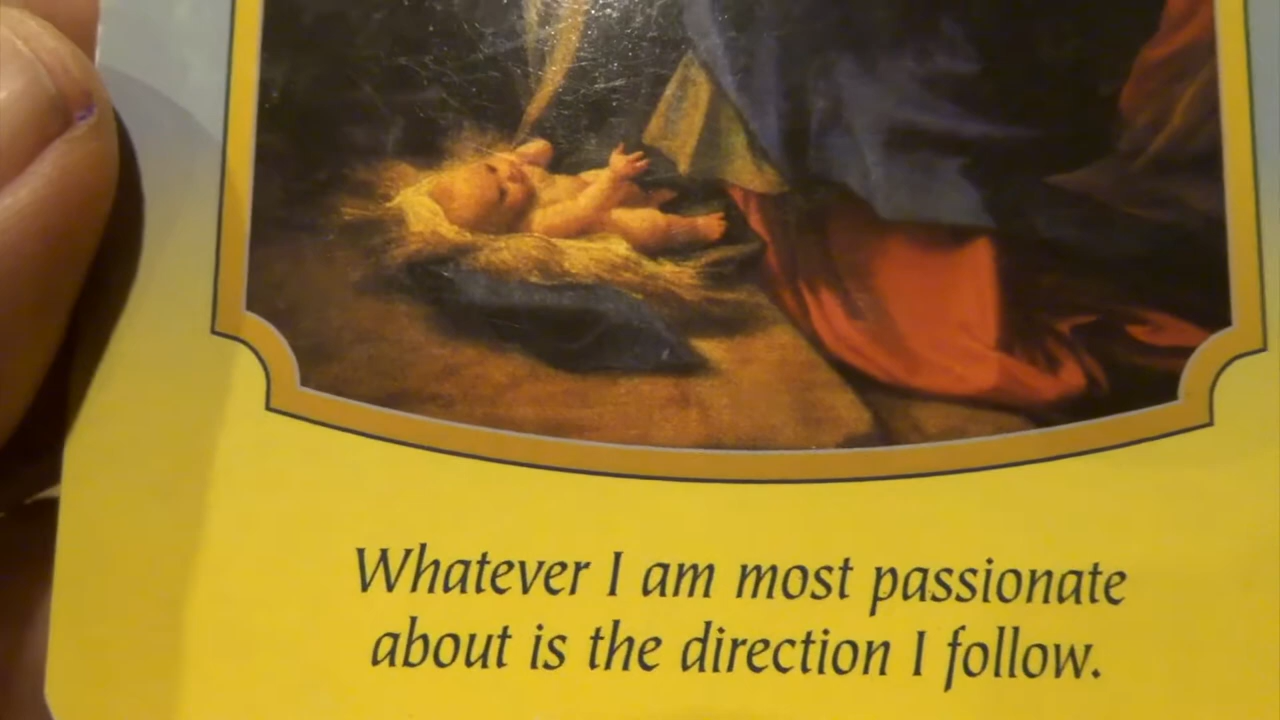 Whatever I am most passionate
about is the direction I follow.